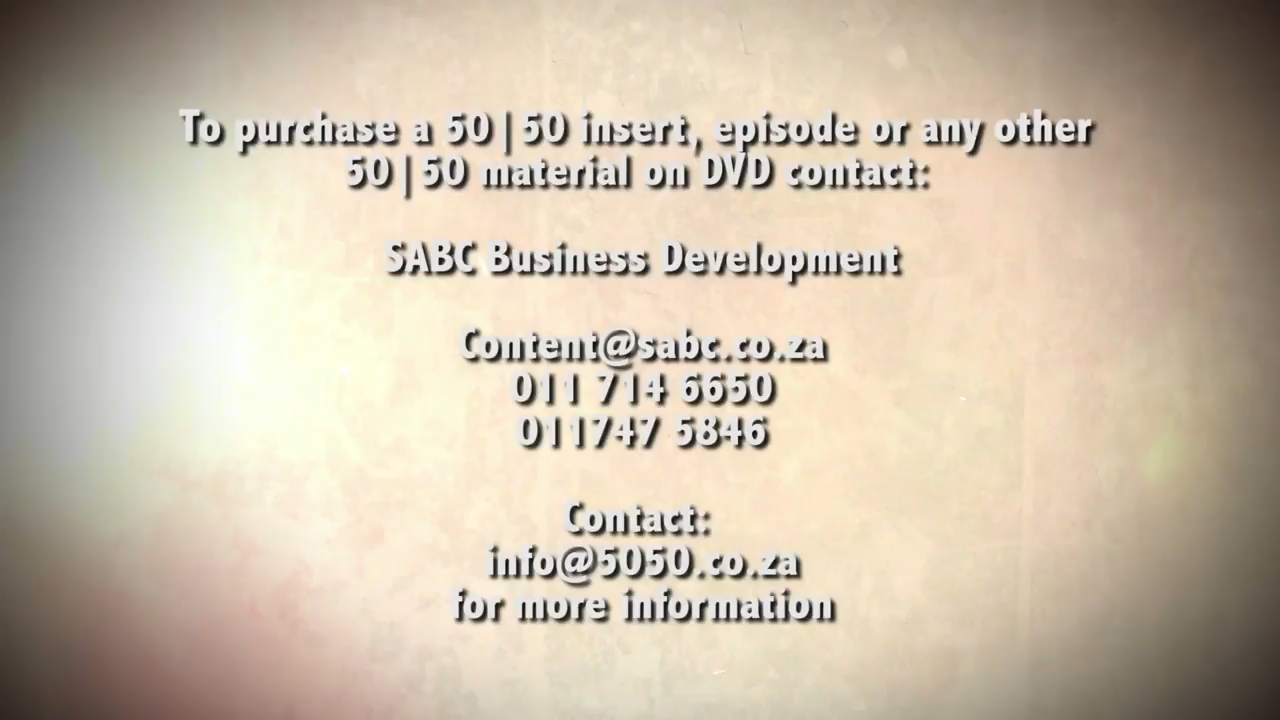 To purchase a 50|50 insert, episode or any other
50|50 material on DVD contact:
SABC Business Development
Content@sabc.co.za
011 714 6650
011747 5846
Contact:
info@5050.co.za
for more information